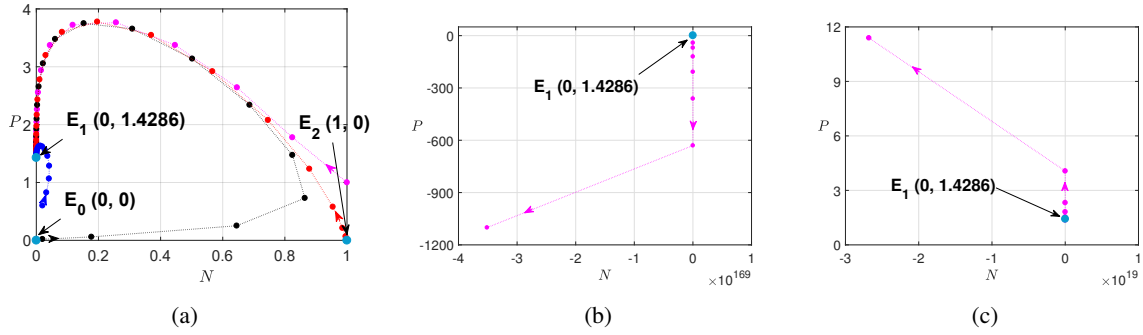 4
3
P
2
1
0
E1 (0, 1.4286)
E2 (1, 0)
E0 (0, 0)
0 0.2 0.4 0.6 0.8 1
N
(a)
0
-300
P
-600
-900
-1200
E1 (0, 1.4286)
-4 -3 -2 -1 0 1
N
×10^169
(b)
12
9
P
6
3
0
E1 (0, 1.4286)
-3 -2 -1 0 1
N
×10^19
(c)